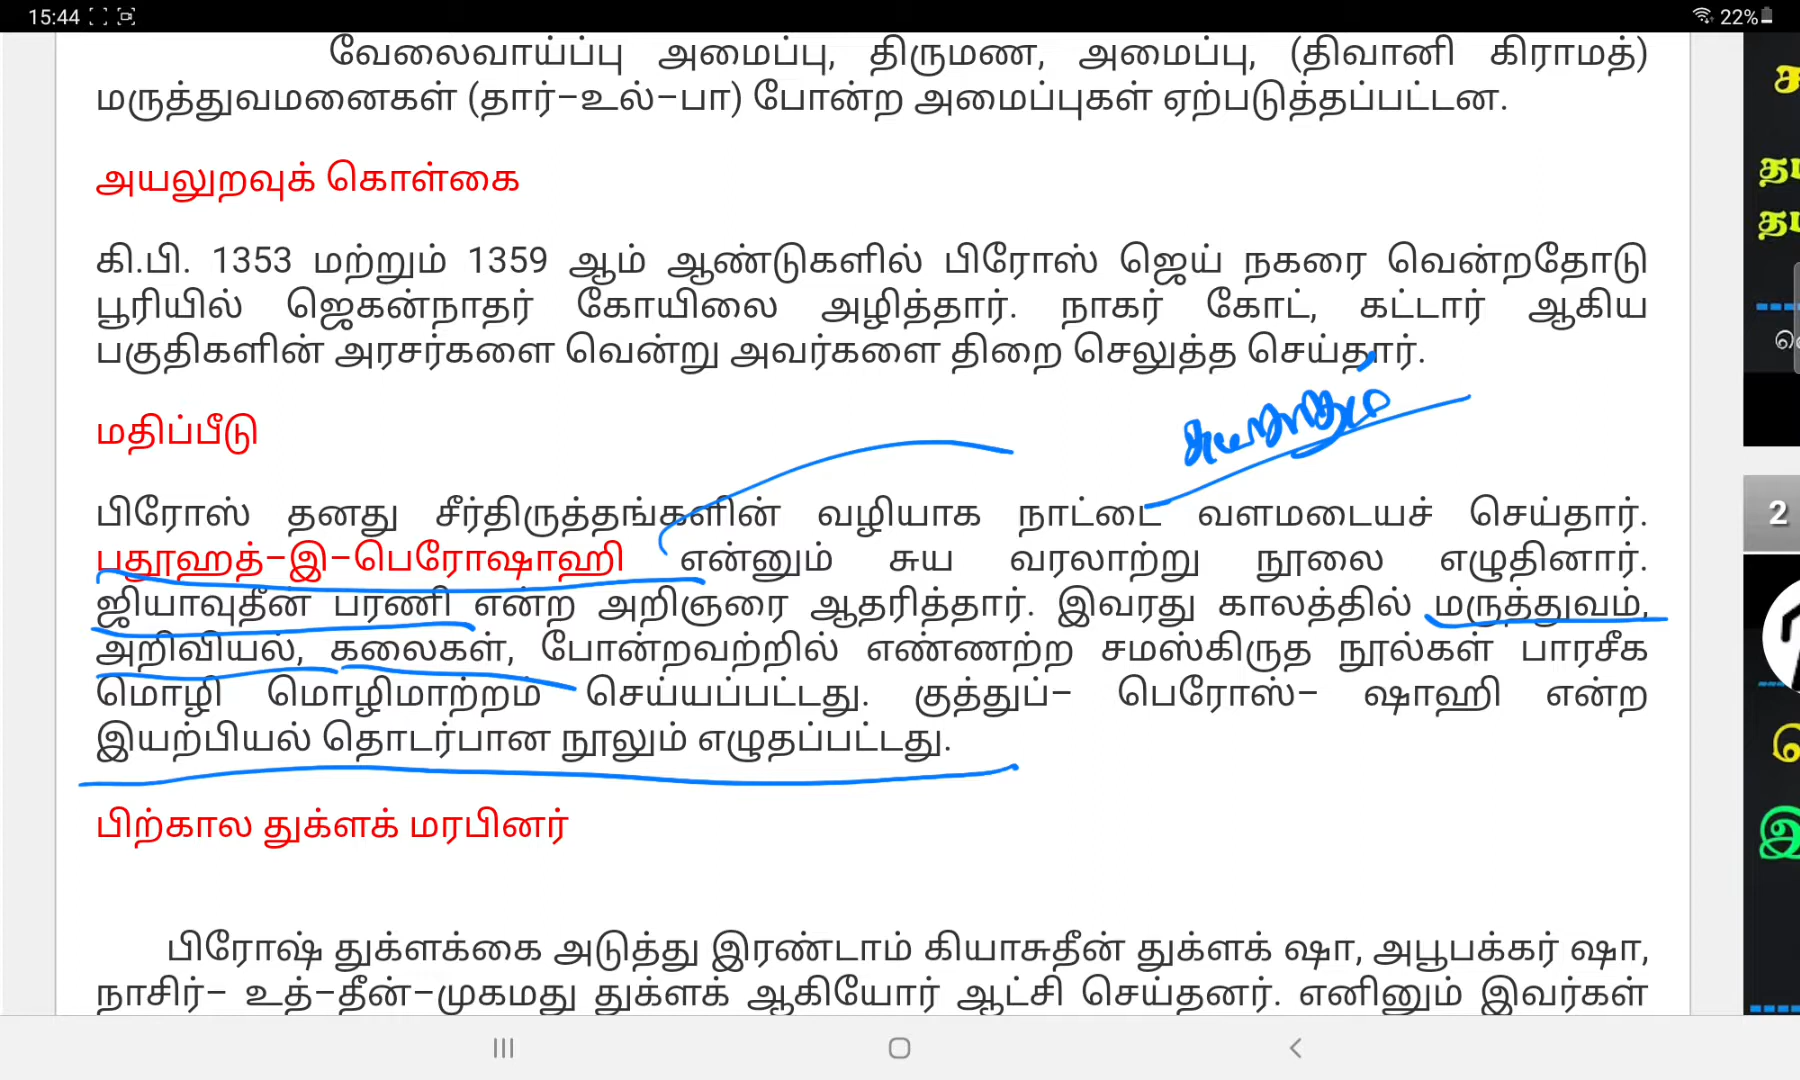 15:44
22%
வேலைவாய்ப்பு அமைப்பு, திருமண, அமைப்பு, (திவானி கிராமத்)
மருத்துவமனைகள் (தார்–உல்–பா) போன்ற அமைப்புகள் ஏற்படுத்தப்பட்டன.
அயலுறவுக் கொள்கை
கி.பி. 1353 மற்றும் 1359 ஆம் ஆண்டுகளில் பிரோஸ் ஜெய் நகரை வென்றதோடு
பூரியில் ஜெகன்நாதர் கோயிலை அழித்தார். நாகர் கோட், கட்டார் ஆகிய
பகுதிகளின் அரசர்களை வென்று அவர்களை திறை செலுத்த செய்தார்.
மதிப்பீடு
பிரோஸ் தனது சீர்திருத்தங்களின் வழியாக நாட்டை வளமடையச் செய்தார்.
பதூஹத்–இ–பெரோஷாஹி என்னும் சுய வரலாற்று நூலை எழுதினார்.
ஜியாவுதீன் பரணி என்ற அறிஞரை ஆதரித்தார். இவரது காலத்தில் மருத்துவம்,
அறிவியல், கலைகள், போன்றவற்றில் எண்ணற்ற சமஸ்கிருத நூல்கள் பாரசீக
மொழி மொழிமாற்றம் செய்யப்பட்டது. குத்துப்– பெரோஸ்– ஷாஹி என்ற
இயற்பியல் தொடர்பான நூலும் எழுதப்பட்டது.
பிற்கால துக்ளக் மரபினர்
பிரோஷ் துக்ளக்கை அடுத்து இரண்டாம் கியாசுதீன் துக்ளக் ஷா, அபூபக்கர் ஷா,
நாசிர்– உத்–தீன்–முகமது துக்ளக் ஆகியோர் ஆட்சி செய்தனர். எனினும் இவர்கள்
2